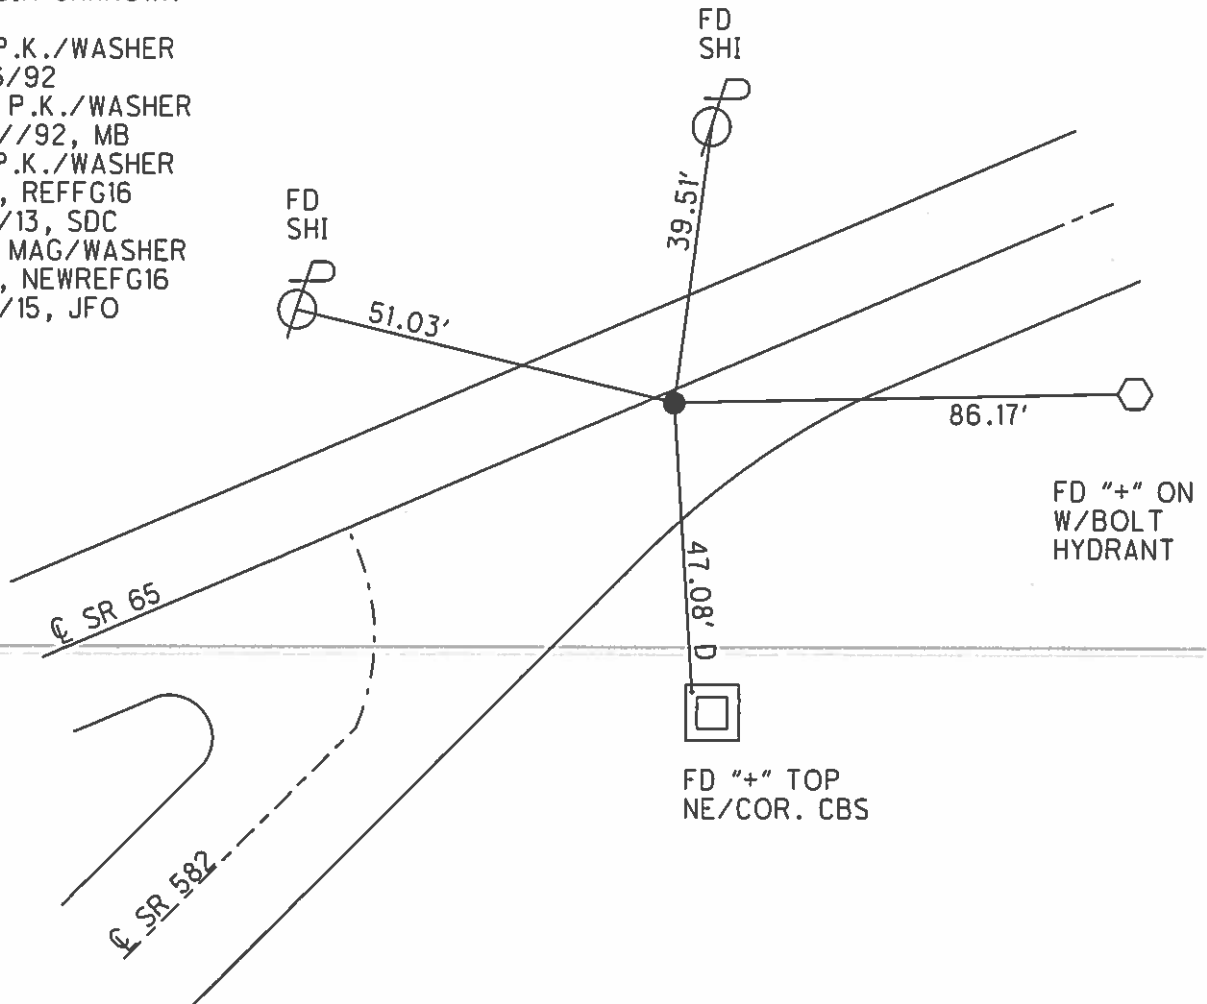 P.K./WASHER
/92
P.K./WASHER
//92, MB
P.K./WASHER
, REFFG16
/13, SDC
MAG/WASHER
, NEWREFG16
/15, JFO
FD
SHI
FD
SHI
39.51'
51.03'
86.17'
FD "+" ON
W/BOLT
HYDRANT
47.08' D
℄ SR 65
FD "+" TOP
NE/COR. CBS
℄ SR 582